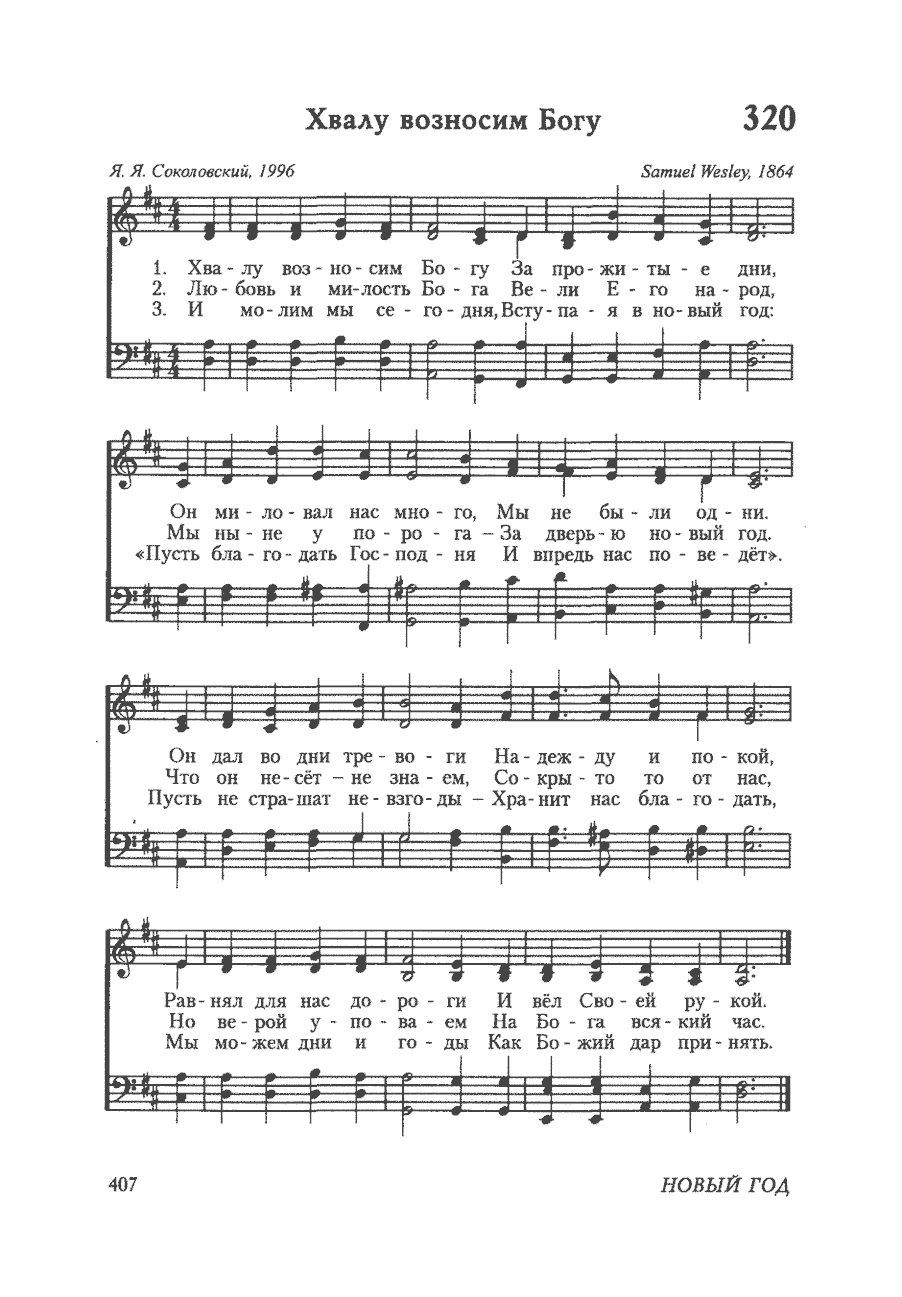 Хвалу возносим Богу 320
Я. Я. Соколовский, 1996 Samuel Wesley, 1864
1. Хва - лу воз - но - сим Бо - гу За про - жи - ты - е дни,
2. Лю - бовь и ми - лость Бо - га Ве - ли Е - го на - род,
3. И мо - лим мы се - го - дня, Всту - па - я в но - вый год:
Он ми - ло - вал нас мно - го, Мы не бы - ли од - ни.
Мы ны - не у по - ро - га – За дверь - ю но - вый год.
«Пусть бла - го - дать Гос - под - ня И впредь нас по - ве - дёт».
Он дал во дни тре - во - ги На - деж - ду и по - кой,
Что он не - сёт – не зна - ем, Со - кры - то то от нас,
Пусть не стра - шат не - взго - ды – Хра - нит нас бла - го - дать,
Рав - нял для нас до - ро - ги И вёл Сво - ей ру - кой.
Но ве - рой у - по - ва - ем На Бо - га вся - кий час.
Мы мо - жем дни и го - ды Как Бо - жий дар при - нять.
407 НОВЫЙ ГОД